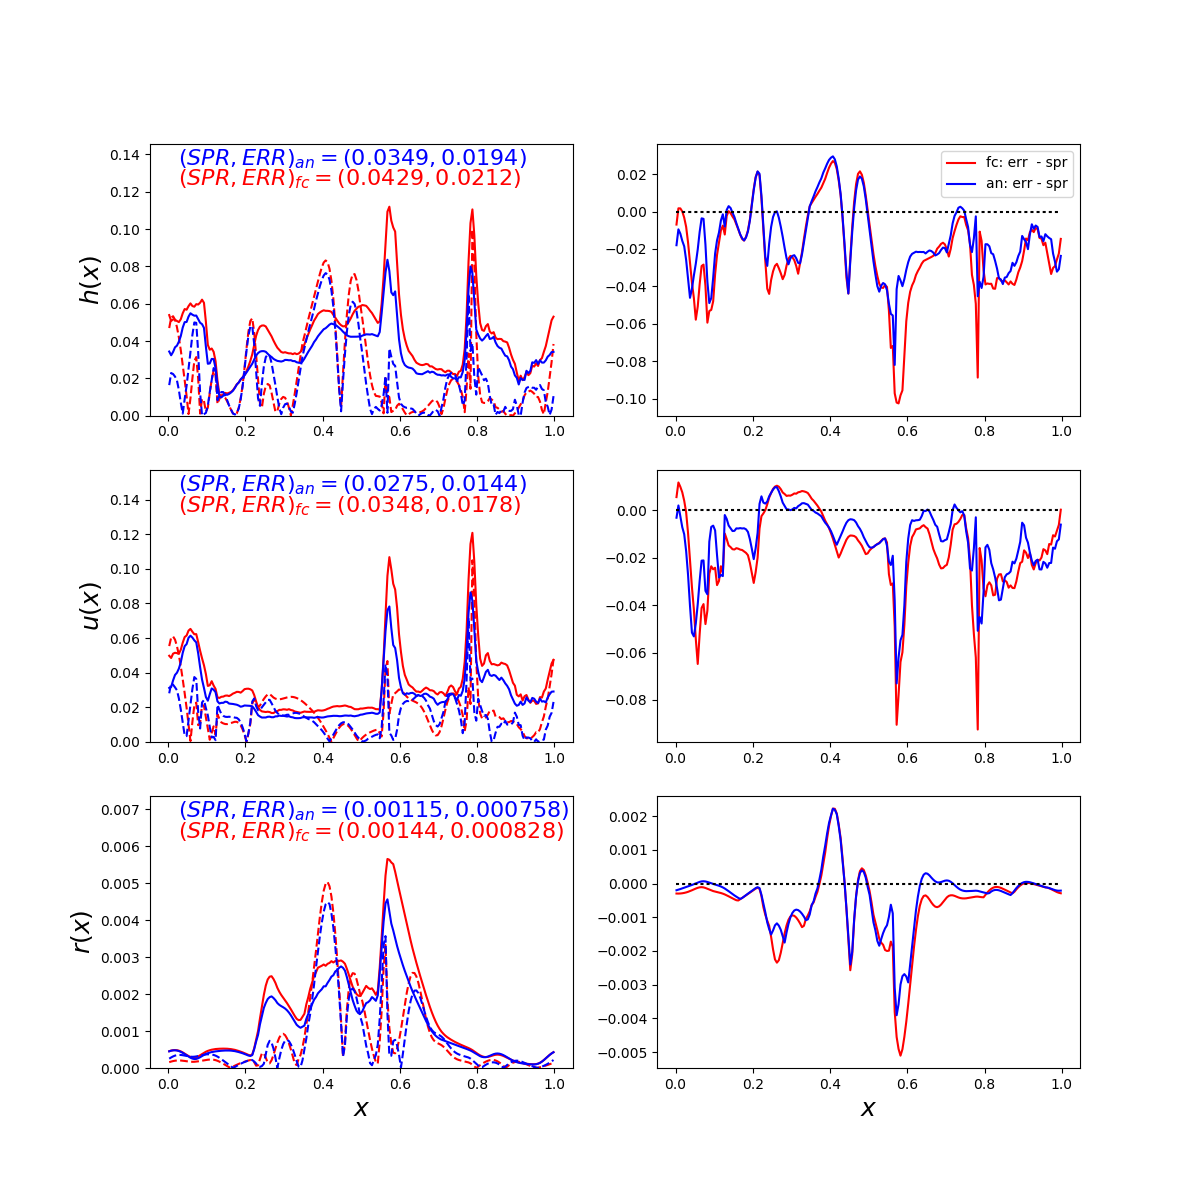 (SPR, ERR)an = (0.0349, 0.0194)
(SPR, ERR)fc = (0.0429, 0.0212)
h(x)
0.14
0.12
0.10
0.08
0.06
0.04
0.02
0.00
0.0 0.2 0.4 0.6 0.8 1.0
fc: err - spr
an: err - spr
0.02
0.00
−0.02
−0.04
−0.06
−0.08
−0.10
0.0 0.2 0.4 0.6 0.8 1.0
(SPR, ERR)an = (0.0275, 0.0144)
(SPR, ERR)fc = (0.0348, 0.0178)
u(x)
0.14
0.12
0.10
0.08
0.06
0.04
0.02
0.00
0.0 0.2 0.4 0.6 0.8 1.0
0.00
−0.02
−0.04
−0.06
−0.08
0.0 0.2 0.4 0.6 0.8 1.0
(SPR, ERR)an = (0.00115, 0.000758)
(SPR, ERR)fc = (0.00144, 0.000828)
r(x)
0.007
0.006
0.005
0.004
0.003
0.002
0.001
0.000
0.0 0.2 0.4 0.6 0.8 1.0
x
0.002
0.001
0.000
−0.001
−0.002
−0.003
−0.004
−0.005
0.0 0.2 0.4 0.6 0.8 1.0
x